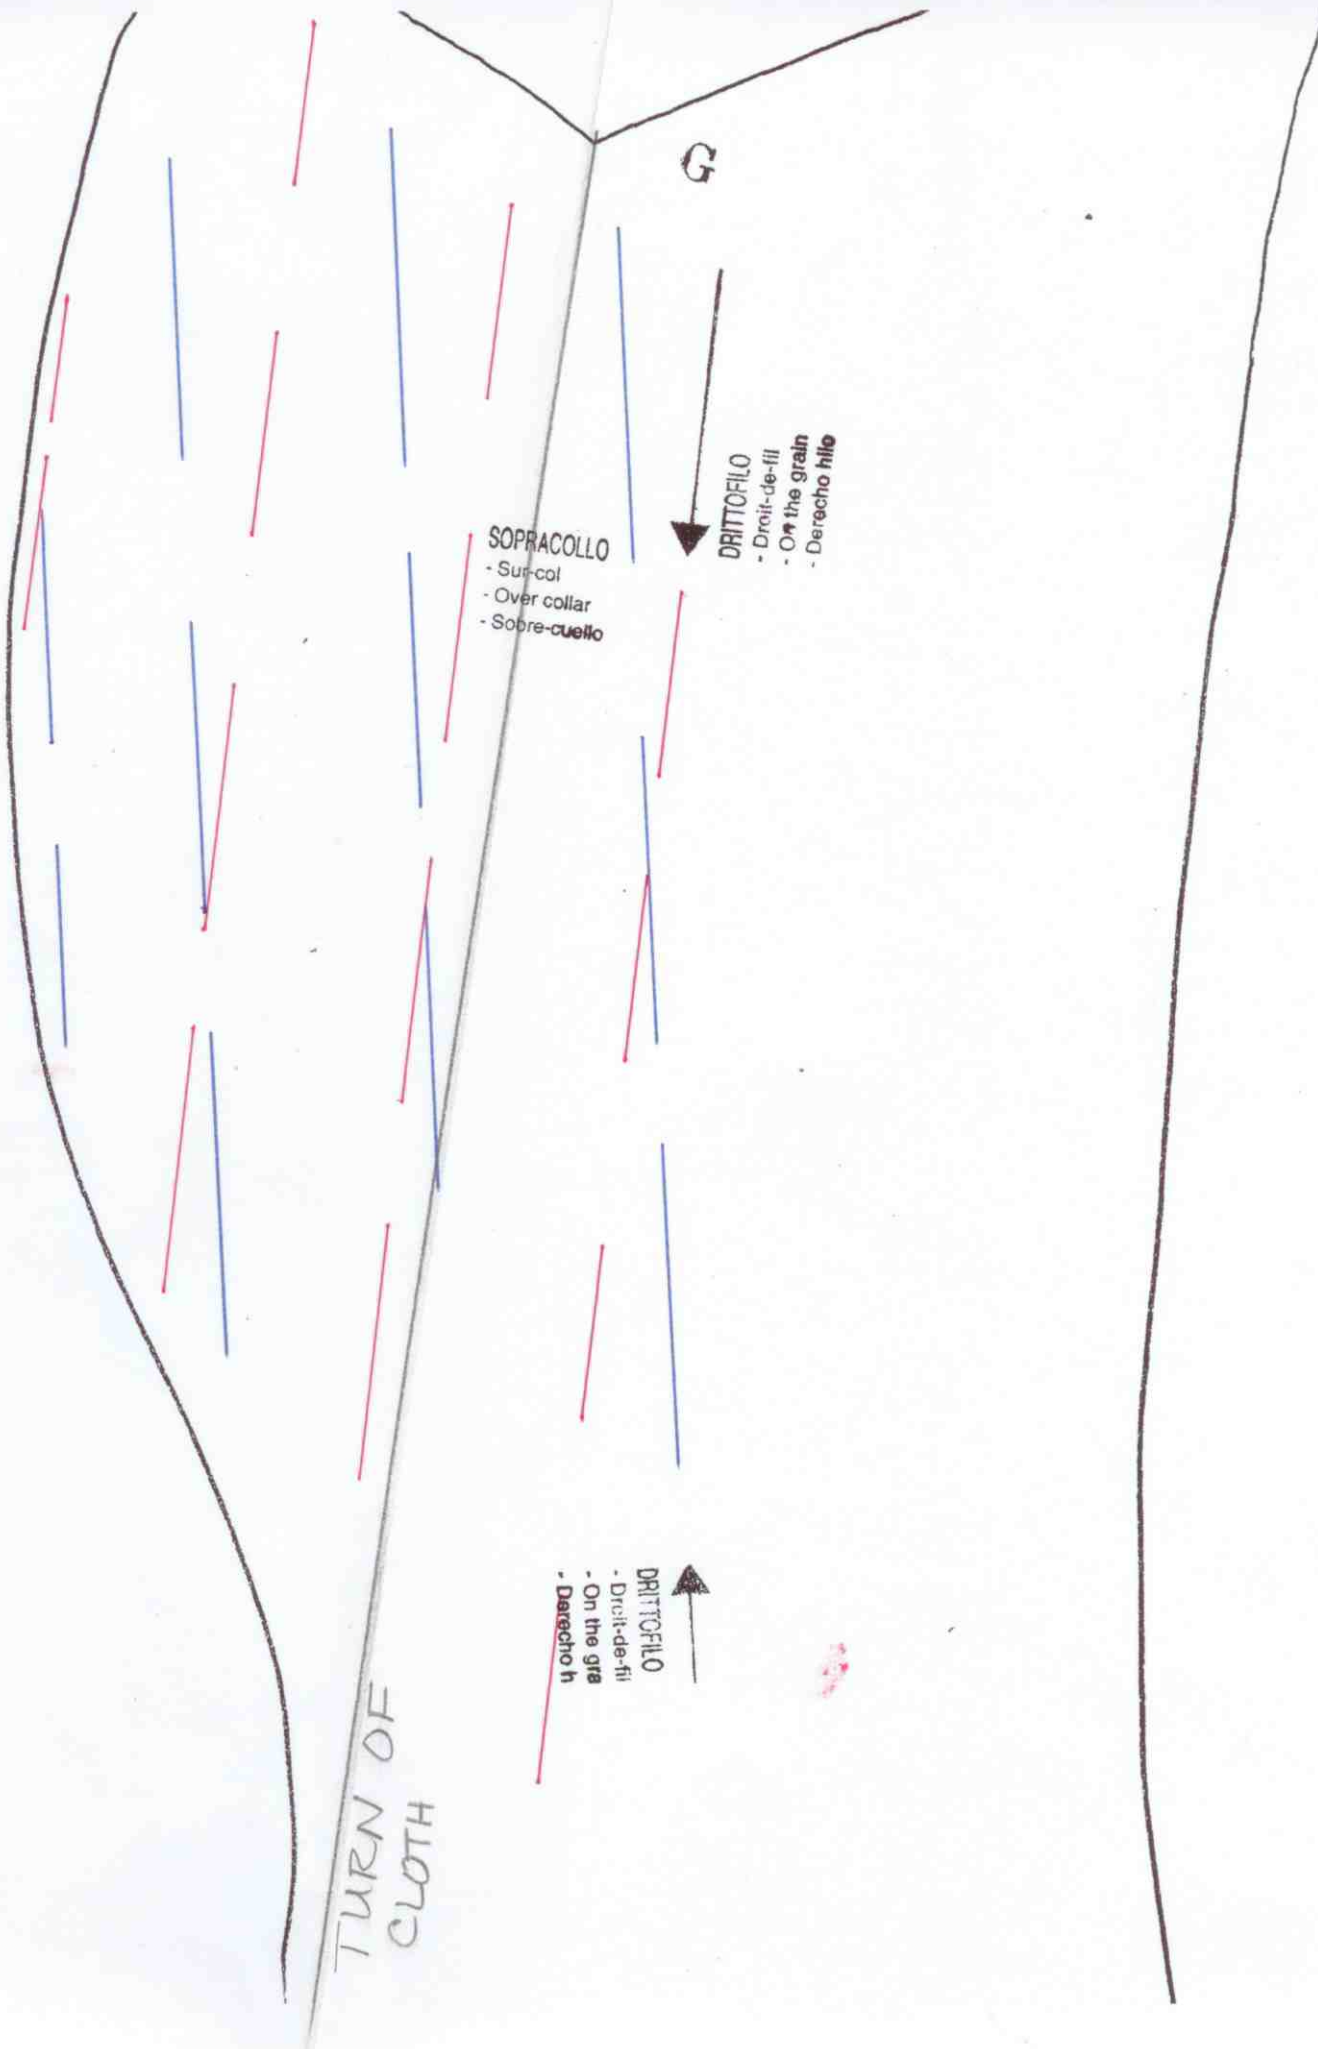 G
DRITTOFILO
- Droit-de-fil
- On the grain
- Derecho hilo
SOPRACOLLO
- Sur-col
- Over collar
- Sobre-cuello
DRITTOFILO
- Droit-de-fil
- On the gra
- Derecho h
TURN OF
CLOTH